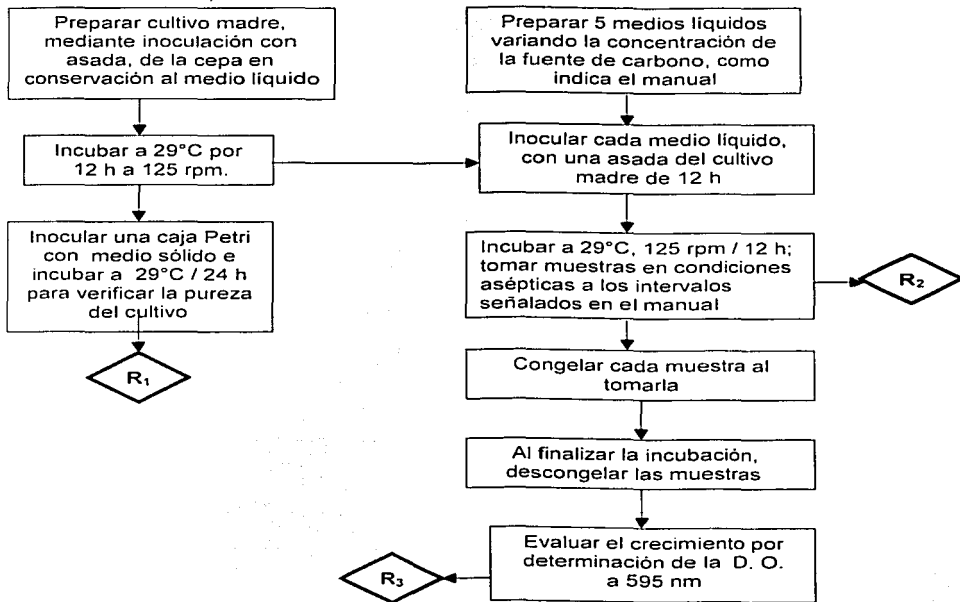 Preparar cultivo madre,
mediante inoculación con
asada, de la cepa en
conservación al medio líquido
Incubar a 29°C por
12 h a 125 rpm.
Inocular una caja Petri
con medio sólido e
incubar a 29°C / 24 h
para verificar la pureza
del cultivo
R₁
Preparar 5 medios líquidos
variando la concentración de
la fuente de carbono, como
indica el manual
Inocular cada medio líquido,
con una asada del cultivo
madre de 12 h
Incubar a 29°C, 125 rpm / 12 h;
tomar muestras en condiciones
asépticas a los intervalos
señalados en el manual
R₂
Congelar cada muestra al
tomarla
Al finalizar la incubación,
descongelar las muestras
Evaluar el crecimiento por
determinación de la D. O.
a 595 nm
R₃